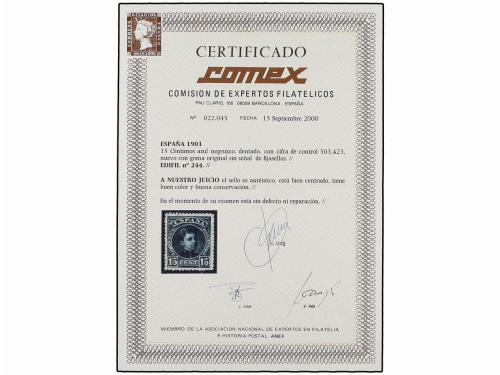 CERTIFICADO
comex
COMISION DE EXPERTOS FILATELICOS
PAU CLARIS, 106 08009 BARCELONA - ESPAÑA
Nº 022.045 FECHA 15 Septiembre 2000
ESPAÑA 1901
15 Céntimos azul negrusco, dentado, con cifra de control 503.423,
nuevo con goma original sin señal de fijasellos. //
EDIFIL nº 244. //
A NUESTRO JUICIO el sello es auténtico, está bien centrado, tiene
buen color y buena conservación. //
En el momento de su examen está sin defecto ni reparación. //
ESPAÑA
15 CENT. 15
MIEMBRO DE LA ASOCIACION NACIONAL DE EXPERTOS EN FILATELIA
E HISTORIA POSTAL. ANEF